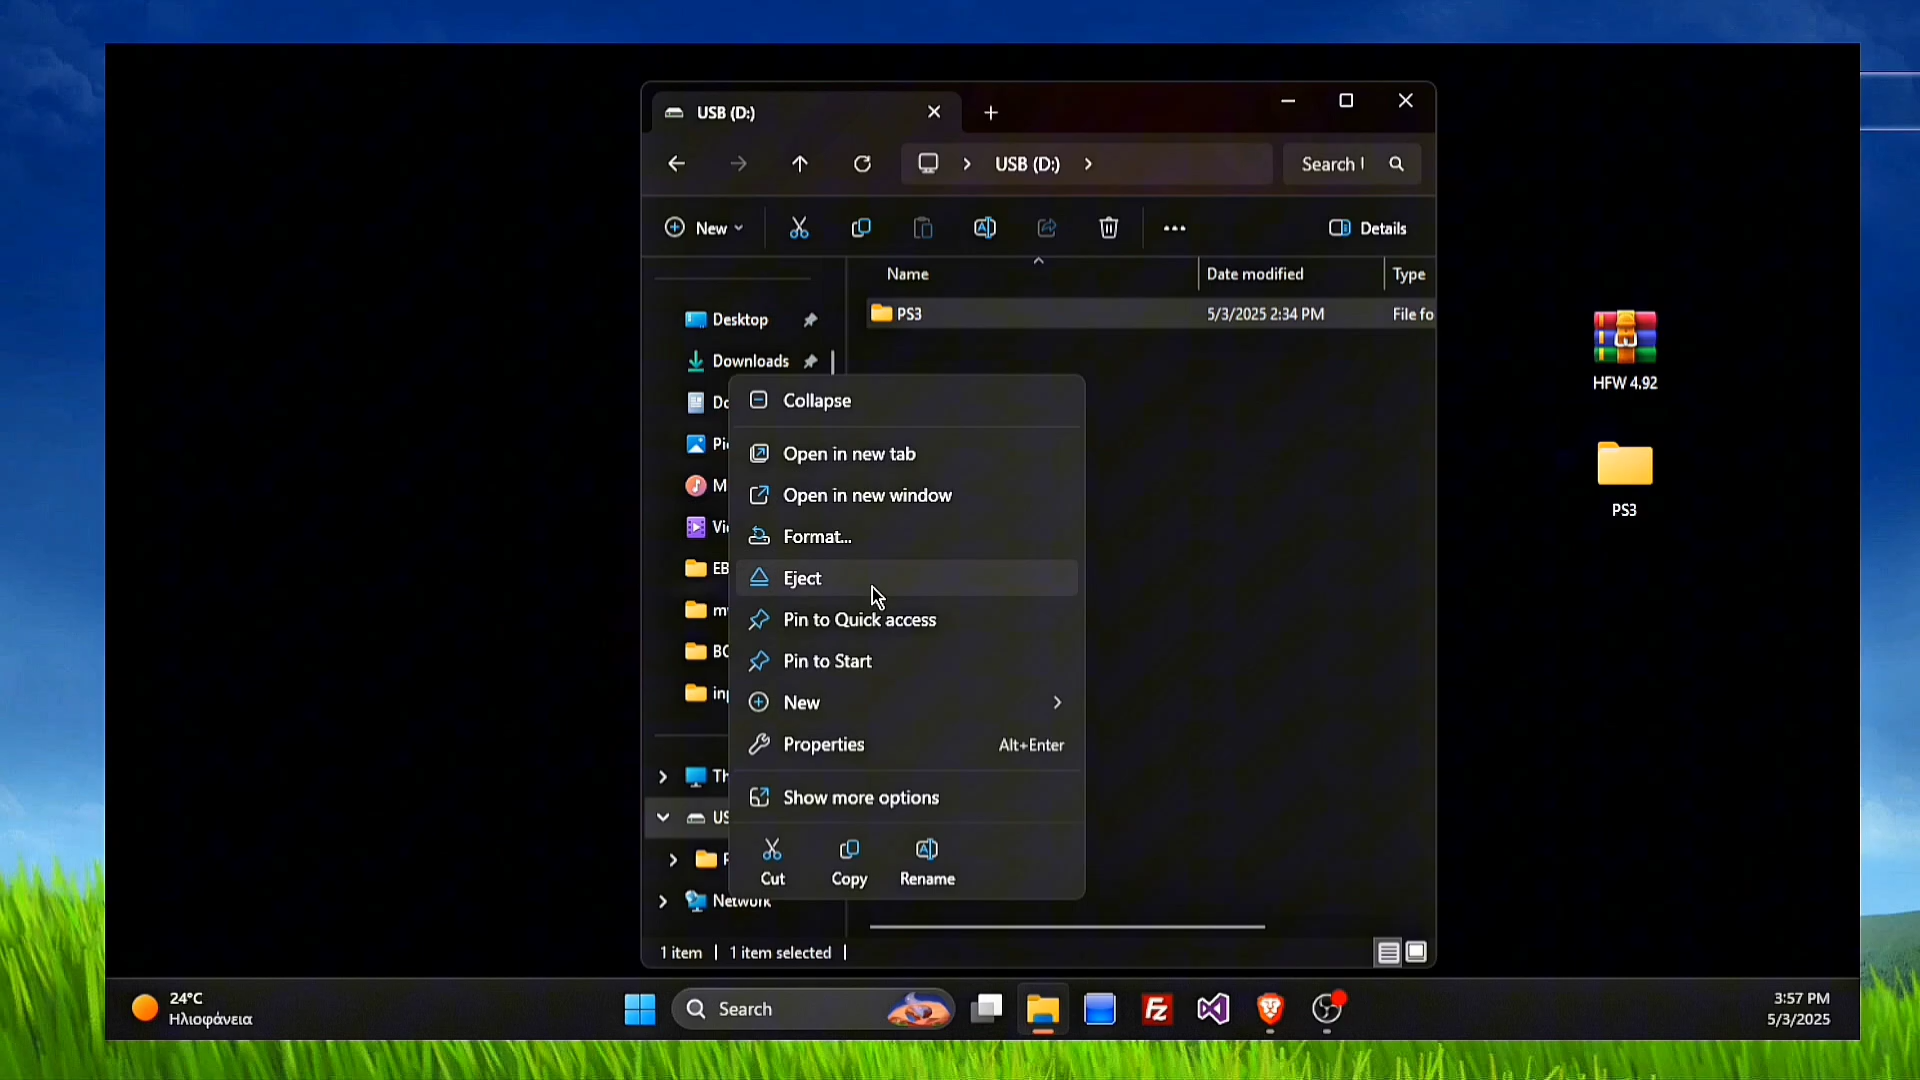 USB (D:)
USB (D:)
Search
New
Details
Name
Date modified
Type
PS3
5/3/2025 2:34 PM
File fo
Desktop
Downloads
Collapse
Open in new tab
Open in new window
Format...
Eject
Pin to Quick access
Pin to Start
New
Properties
Alt+Enter
Show more options
Cut
Copy
Rename
Network
1 item
1 item selected
HFW 4.92
PS3
24°C
Ηλιοφάνεια
Search
Fz
3:57 PM
5/3/2025